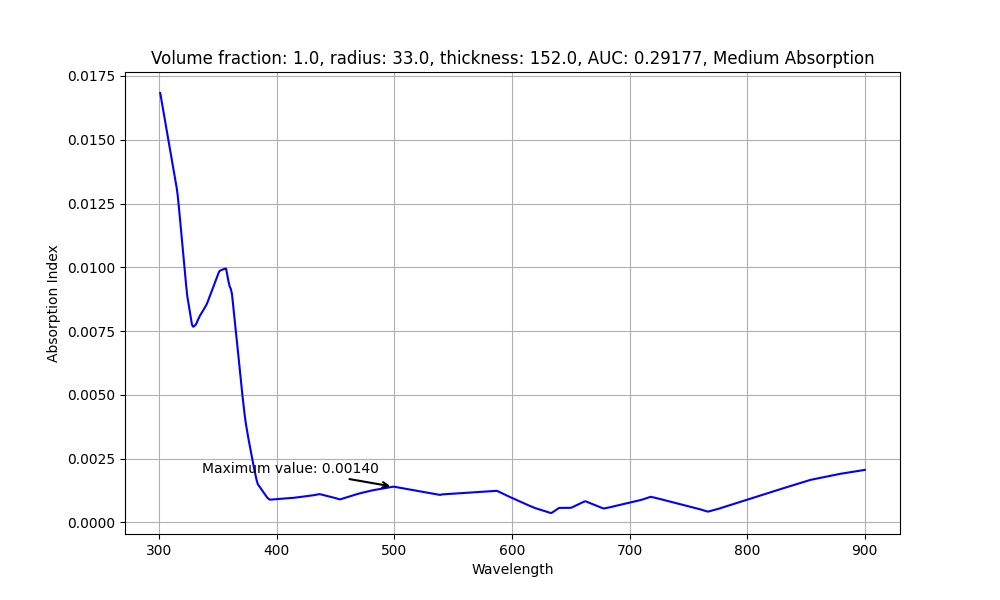 Volume fraction: 1.0, radius: 33.0, thickness: 152.0, AUC: 0.29177, Medium Absorption
0.0175
0.0150
0.0125
0.0100
0.0075
0.0050
0.0025
0.0000
Absorption Index
Maximum value: 0.00140
300 400 500 600 700 800 900
Wavelength